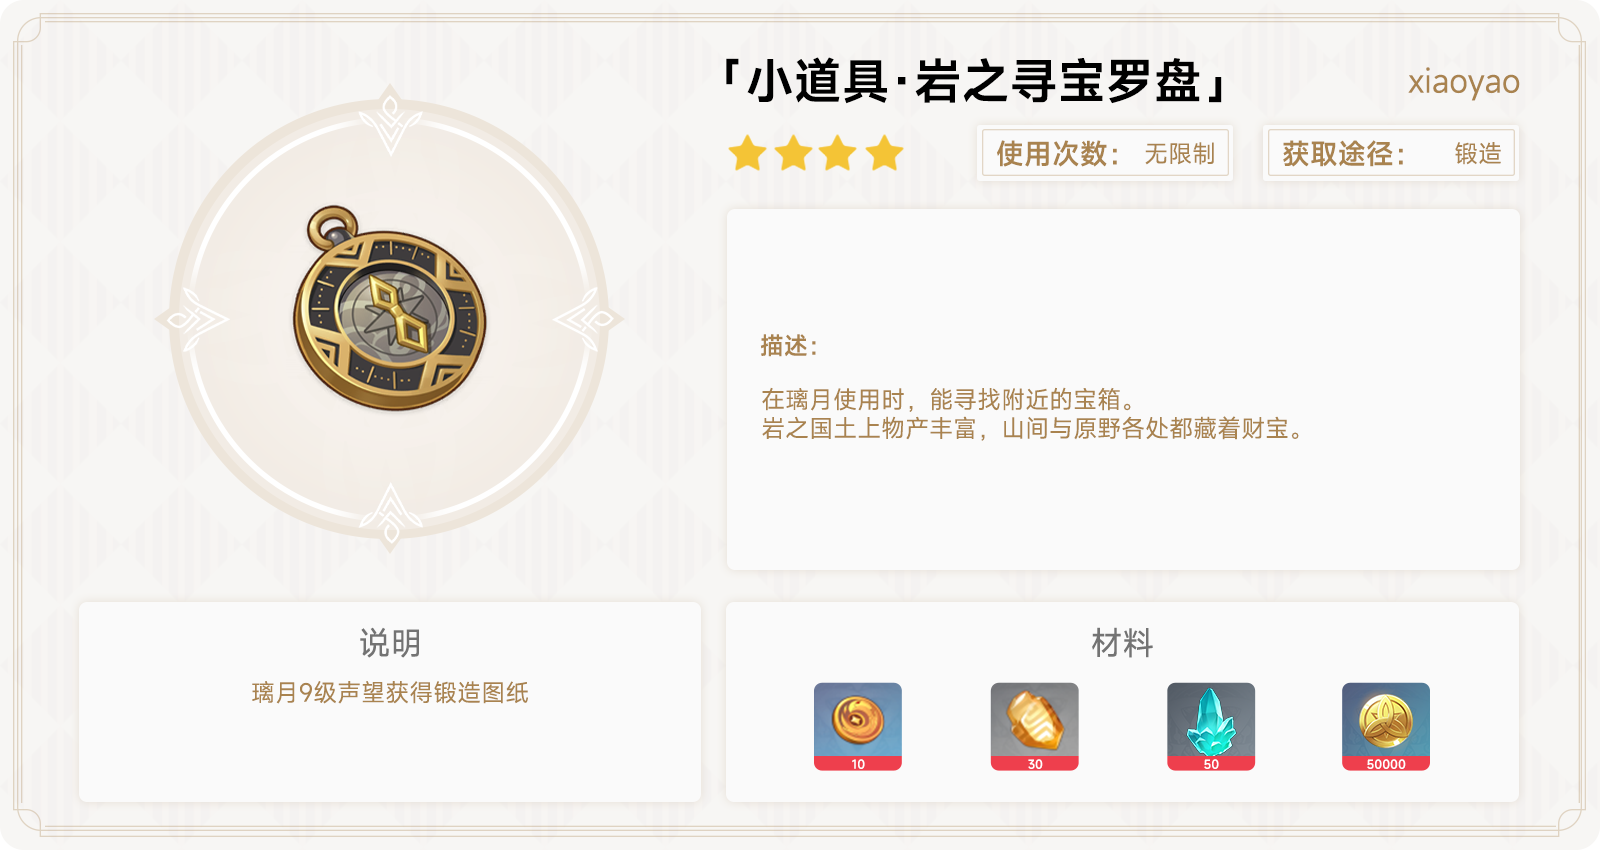 「小道具·岩之寻宝罗盘」
xiaoyao
使用次数： 无限制
获取途径： 锻造
描述：
在璃月使用时，能寻找附近的宝箱。
岩之国土上物产丰富，山间与原野各处都藏着财宝。
说明
璃月9级声望获得锻造图纸
材料
10
30
50
50000